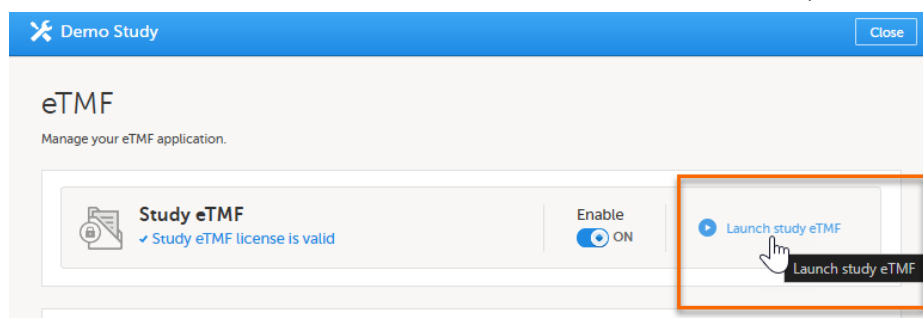 Demo Study
Close
eTMF
Manage your eTMF application.
Study eTMF
Study eTMF license is valid
Enable
ON
Launch study eTMF
Launch study eTMF